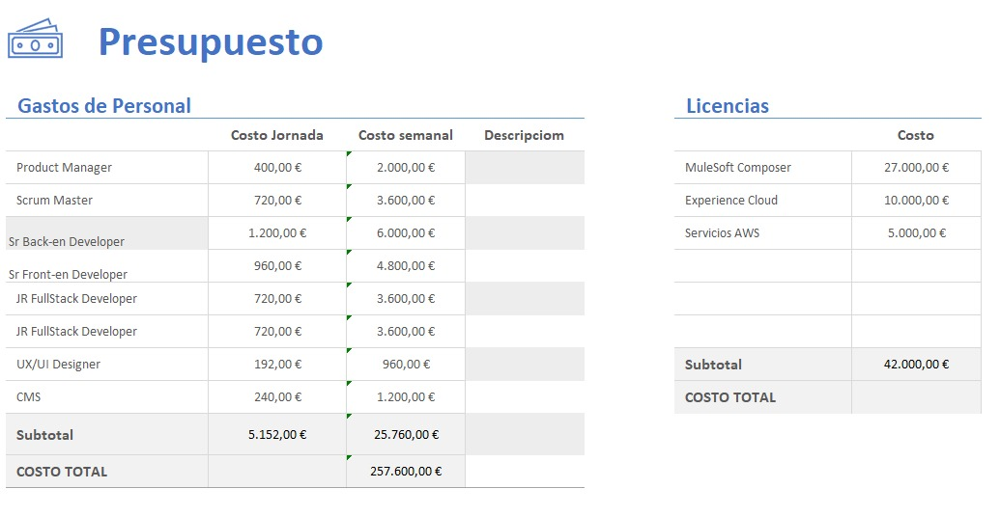 Presupuesto
Gastos de Personal
Costo Jornada Costo semanal Descripciom
Product Manager 400,00 € 2.000,00 €
Scrum Master 720,00 € 3.600,00 €
Sr Back-en Developer 1.200,00 € 6.000,00 €
Sr Front-en Developer 960,00 € 4.800,00 €
JR FullStack Developer 720,00 € 3.600,00 €
JR FullStack Developer 720,00 € 3.600,00 €
UX/UI Designer 192,00 € 960,00 €
CMS 240,00 € 1.200,00 €
Subtotal 5.152,00 € 25.760,00 €
COSTO TOTAL 257.600,00 €
Licencias
Costo
MuleSoft Composer 27.000,00 €
Experience Cloud 10.000,00 €
Servicios AWS 5.000,00 €
Subtotal 42.000,00 €
COSTO TOTAL